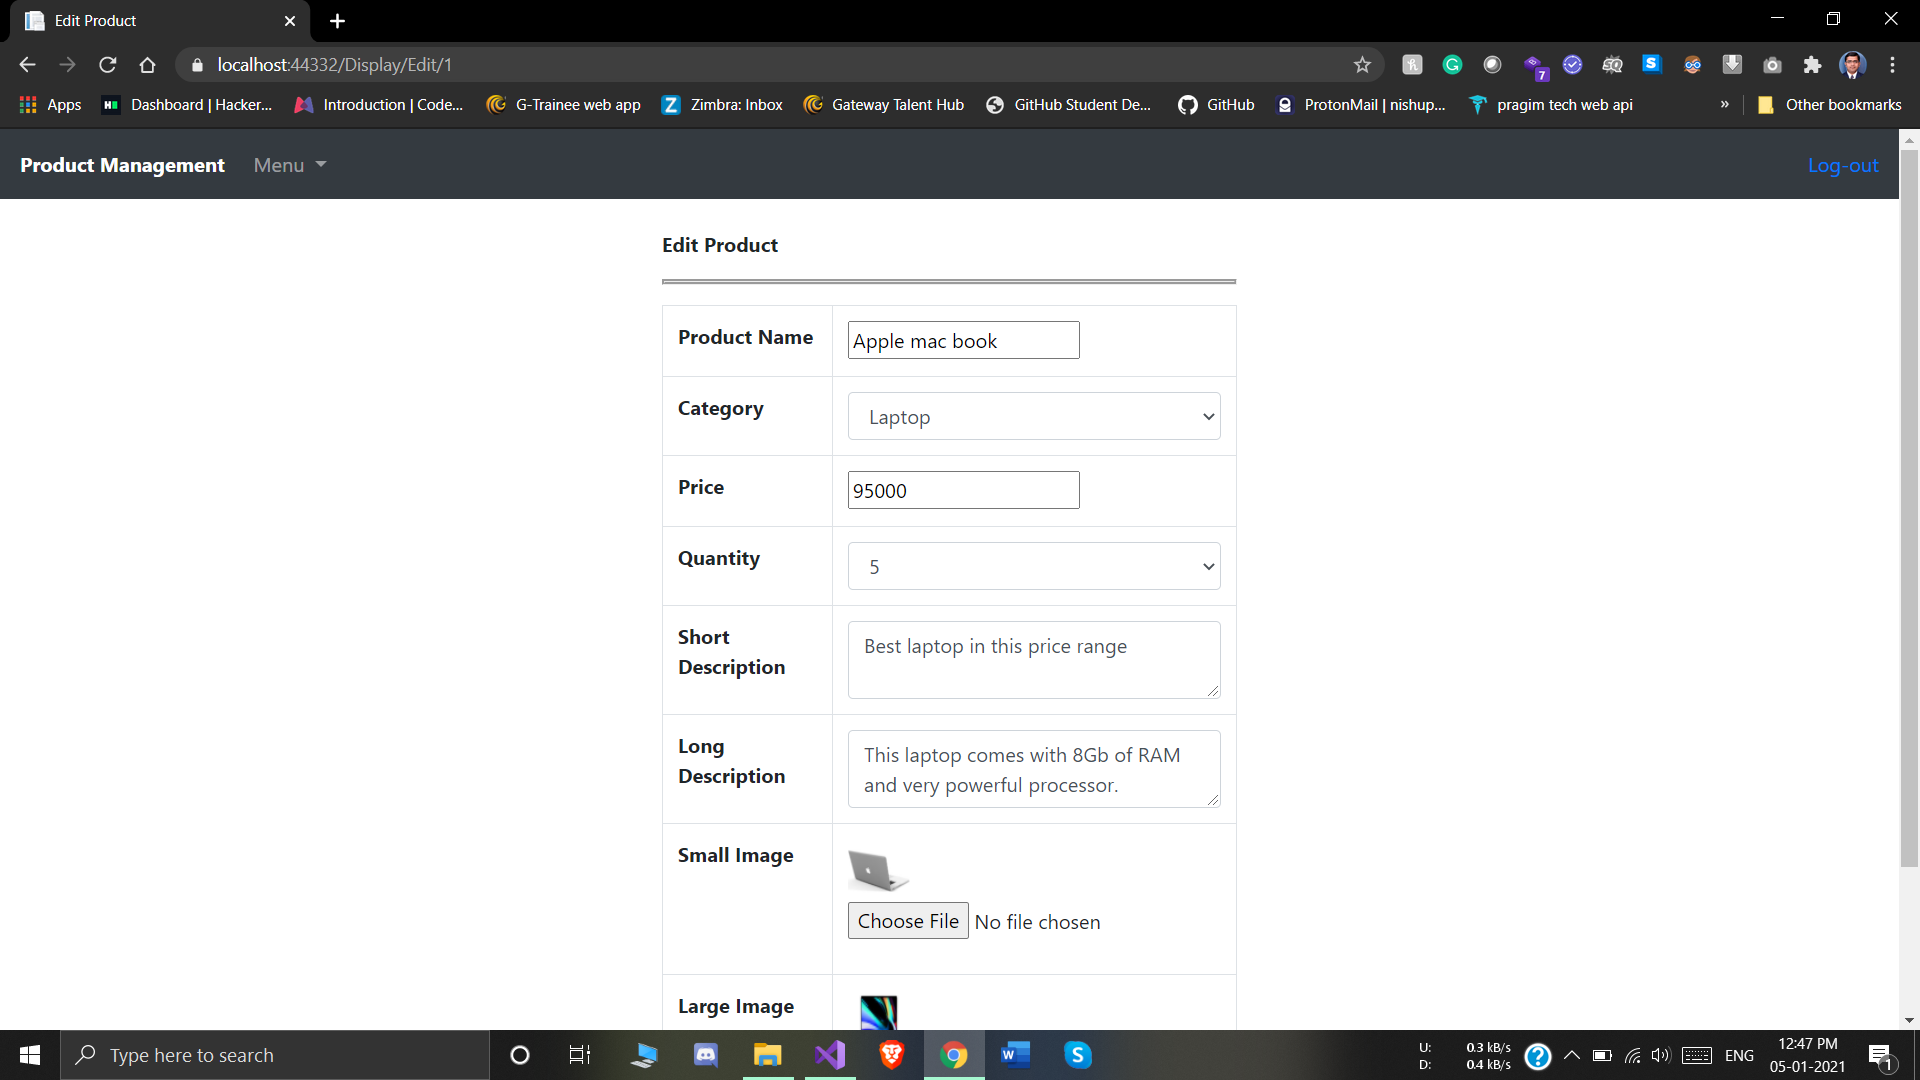 Edit Product
localhost:44332/Display/Edit/1
7
Apps
Dashboard | Hacker...
Introduction | Code...
G-Trainee web app
Zimbra: Inbox
Gateway Talent Hub
GitHub Student De...
GitHub
ProtonMail | nishup...
pragim tech web api
»
Other bookmarks
Product Management
Menu
Log-out
Edit Product
Product Name
Apple mac book
Category
Laptop
Price
95000
Quantity
5
Short
Description
Best laptop in this price range
Long
Description
This laptop comes with 8Gb of RAM
and very powerful processor.
Small Image
Choose File No file chosen
Large Image
Type here to search
U: 0.3 kB/s
D: 0.4 kB/s
ENG
12:47 PM
05-01-2021
1